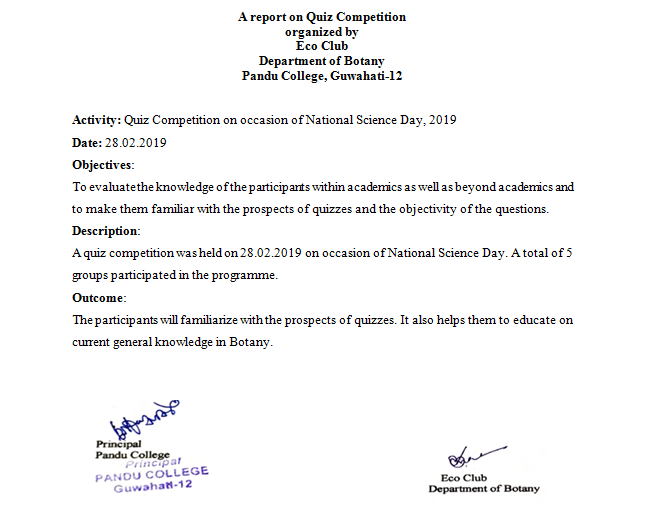 A report on Quiz Competition
organized by
Eco Club
Department of Botany
Pandu College, Guwahati-12
Activity: Quiz Competition on occasion of National Science Day, 2019
Date: 28.02.2019
Objectives:
To evaluate the knowledge of the participants within academics as well as beyond academics and
to make them familiar with the prospects of quizzes and the objectivity of the questions.
Description:
A quiz competition was held on 28.02.2019 on occasion of National Science Day. A total of 5
groups participated in the programme.
Outcome:
The participants will familiarize with the prospects of quizzes. It also helps them to educate on
current general knowledge in Botany.
Principal
Pandu College
Principal
PANDU COLLEGE
Guwahati-12
Eco Club
Department of Botany